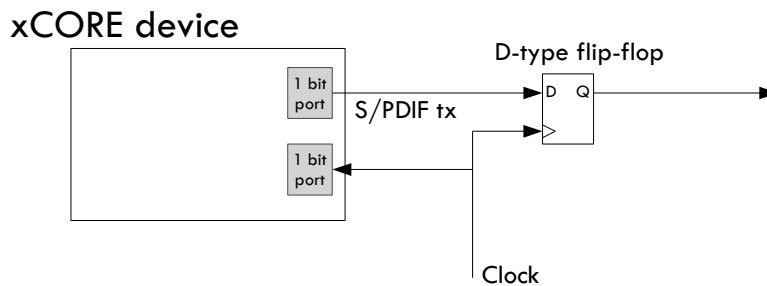 xCORE device
D-type flip-flop
1 bit
port
D Q
S/PDIF tx
1 bit
port
Clock